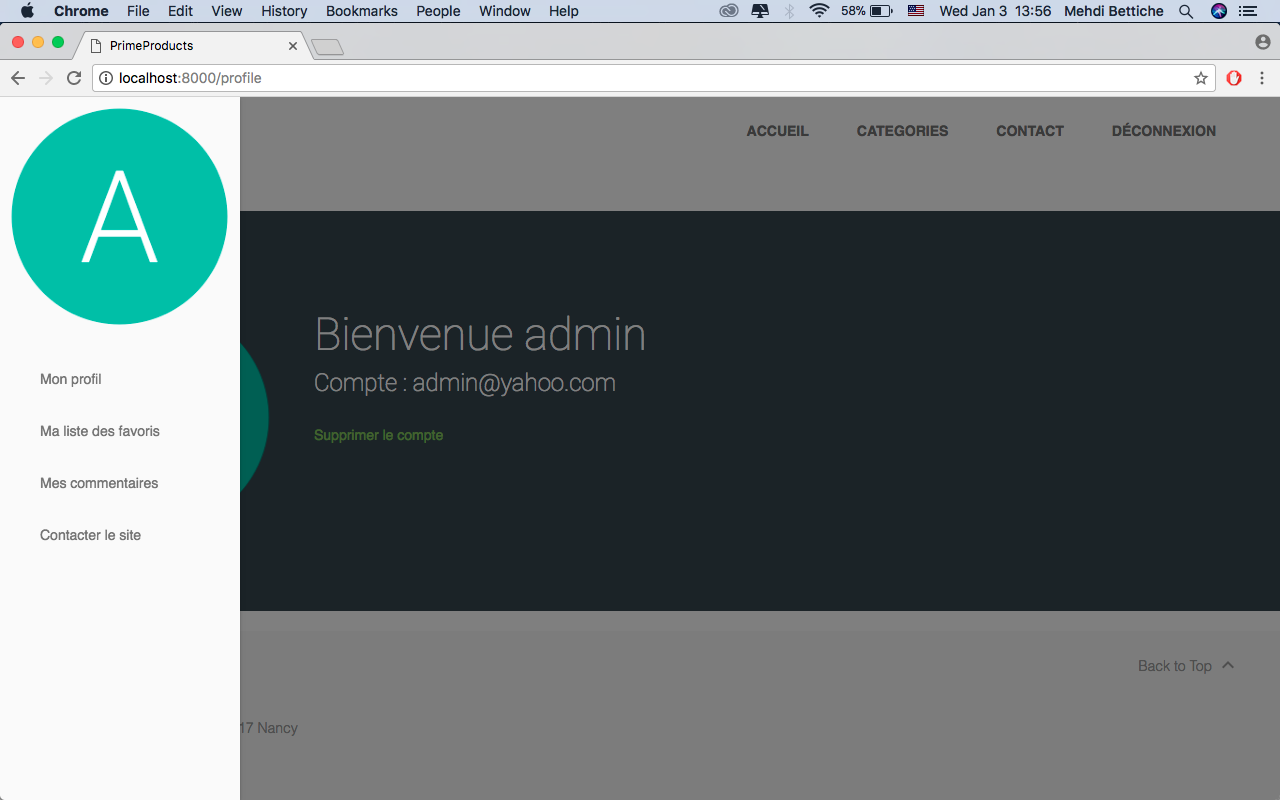 Chrome File Edit View History Bookmarks People Window Help 58% Wed Jan 3 13:56 Mehdi Bettiche
PrimeProducts
localhost:8000/profile
ACCUEIL CATEGORIES CONTACT DÉCONNEXION
A
Bienvenue admin
Compte : admin@yahoo.com
Supprimer le compte
Mon profil
Ma liste des favoris
Mes commentaires
Contacter le site
Back to Top
17 Nancy